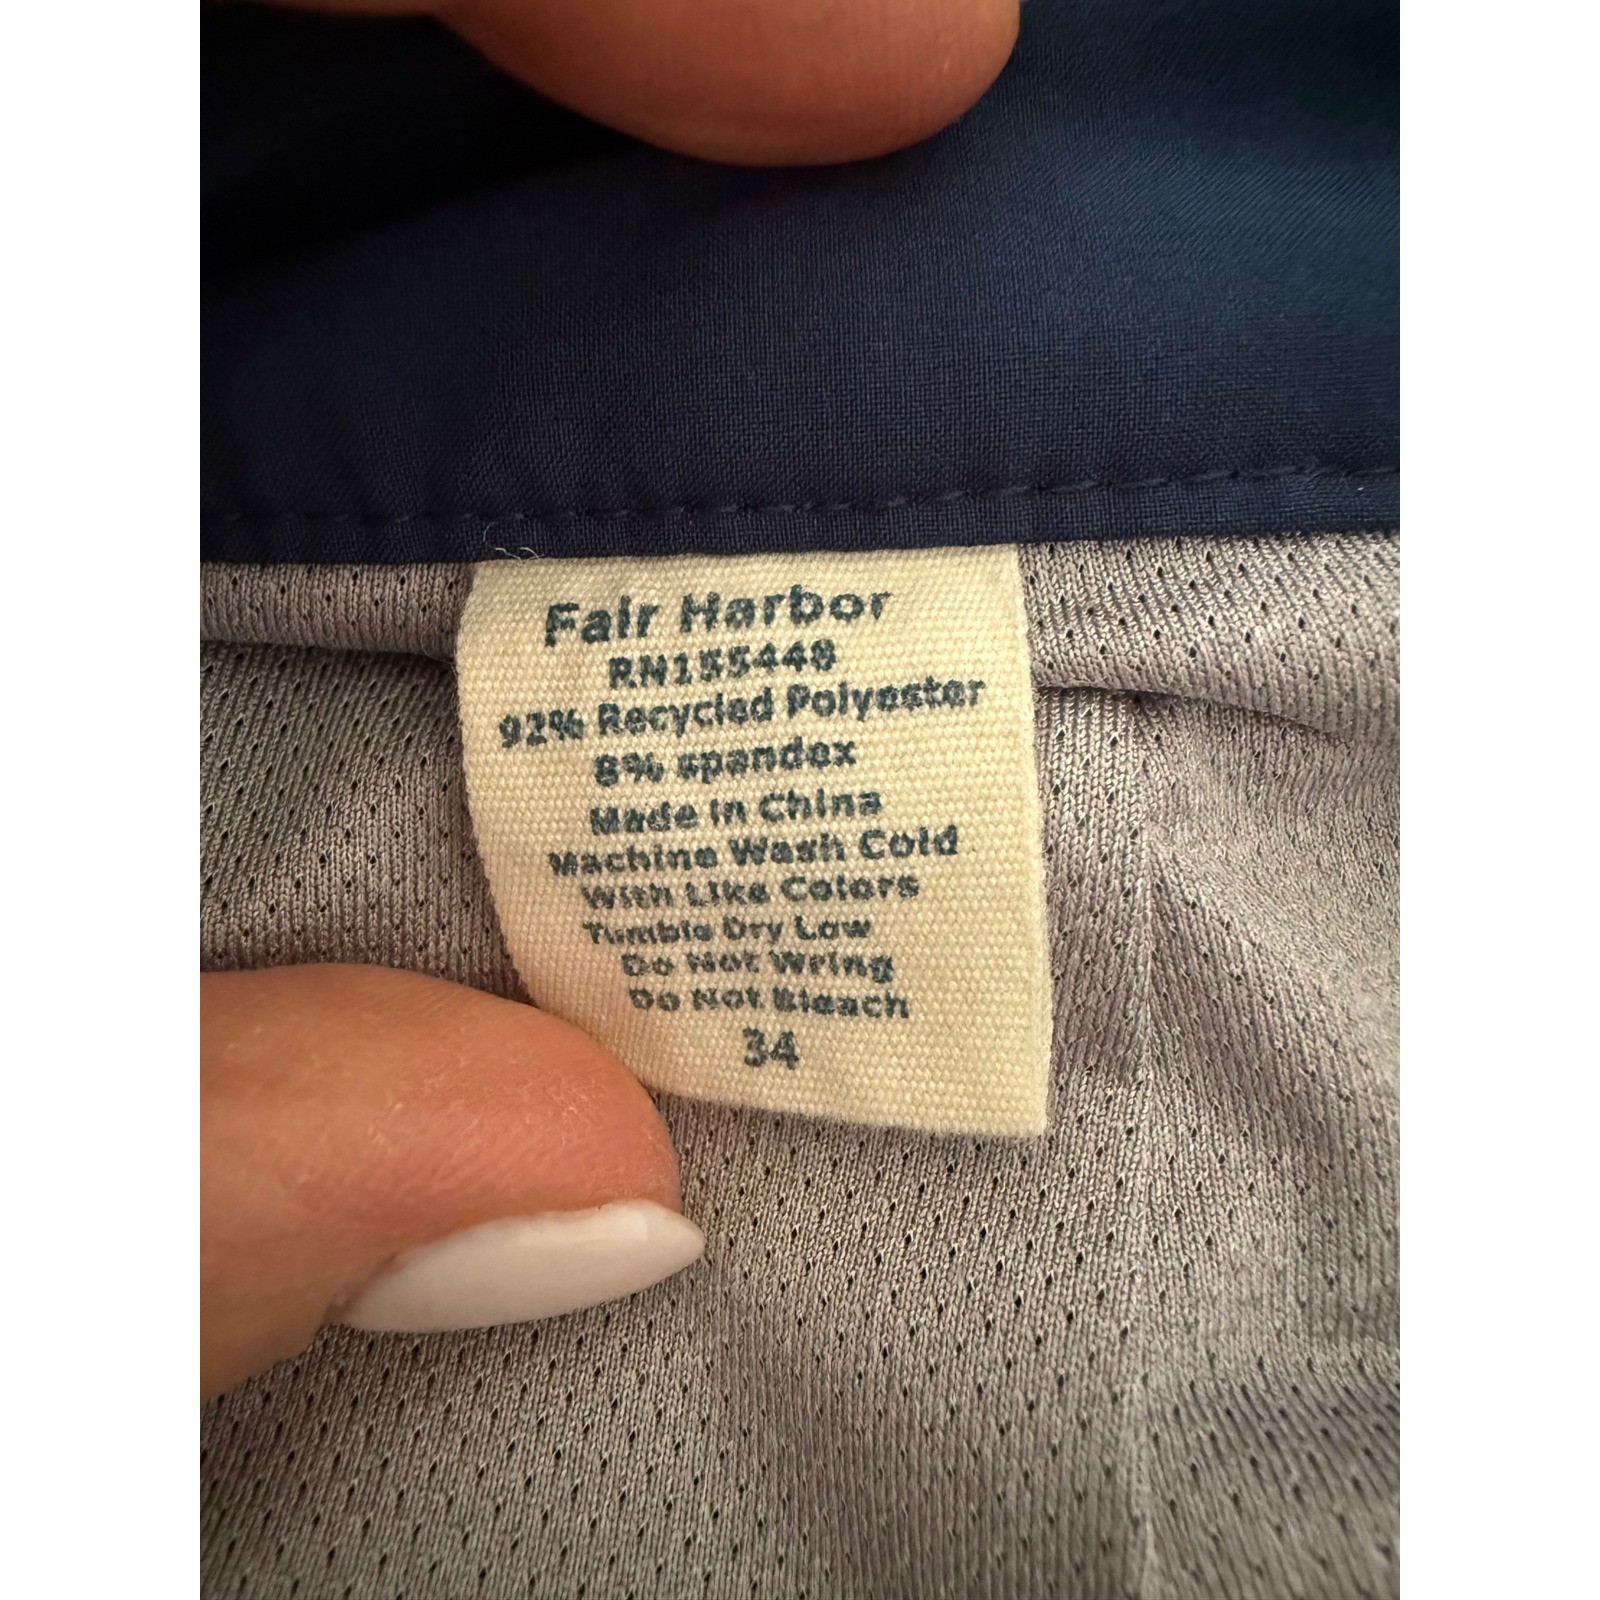 Fair Harbor
RN155448
92% Recycled Polyester
8% spandex
Made in China
Machine Wash Cold
With Like Colors
Tumble Dry Low
Do Not Wring
Do Not Bleach
34